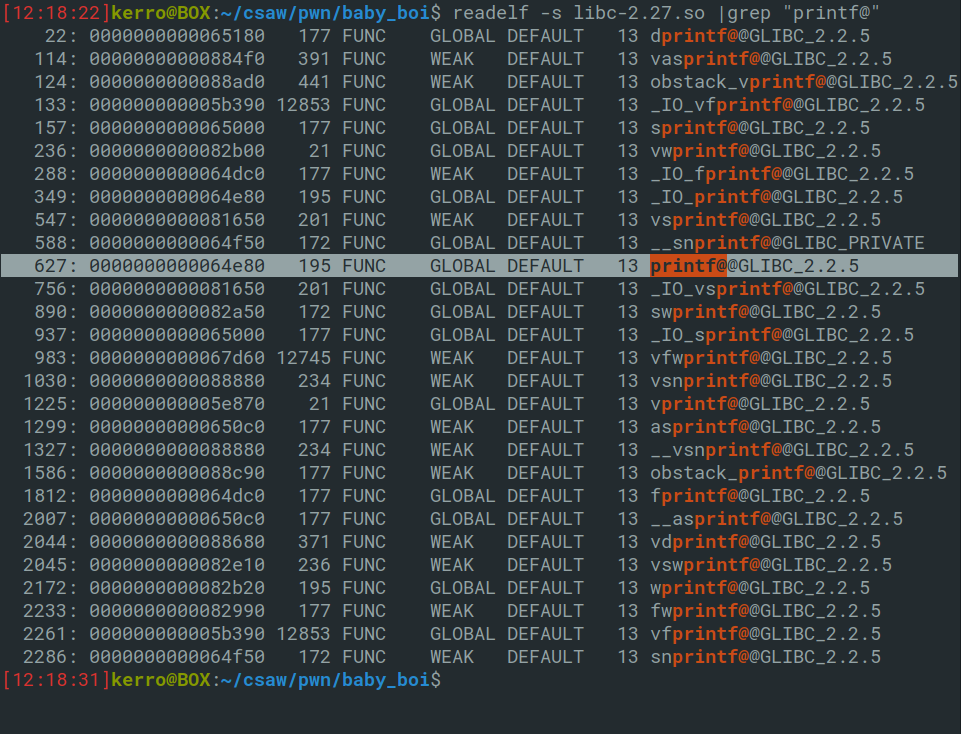 [12:18:22]kerro@BOX:~/csaw/pwn/baby_boi$ readelf -s libc-2.27.so |grep "printf@"
22: 0000000000065180 177 FUNC GLOBAL DEFAULT 13 dprintf@@GLIBC_2.2.5
114: 00000000000884f0 391 FUNC WEAK DEFAULT 13 vasprintf@@GLIBC_2.2.5
124: 0000000000088ad0 441 FUNC WEAK DEFAULT 13 obstack_vprintf@@GLIBC_2.2.5
133: 000000000005b390 12853 FUNC GLOBAL DEFAULT 13 _IO_vfprintf@@GLIBC_2.2.5
157: 0000000000065000 177 FUNC GLOBAL DEFAULT 13 sprintf@@GLIBC_2.2.5
236: 0000000000082b00 21 FUNC GLOBAL DEFAULT 13 vwprintf@@GLIBC_2.2.5
288: 0000000000064dc0 177 FUNC WEAK DEFAULT 13 _IO_fprintf@@GLIBC_2.2.5
349: 0000000000064e80 195 FUNC GLOBAL DEFAULT 13 _IO_printf@@GLIBC_2.2.5
547: 0000000000081650 201 FUNC WEAK DEFAULT 13 vsprintf@@GLIBC_2.2.5
588: 0000000000064f50 172 FUNC GLOBAL DEFAULT 13 __snprintf@@GLIBC_PRIVATE
627: 0000000000064e80 195 FUNC GLOBAL DEFAULT 13 printf@@GLIBC_2.2.5
756: 0000000000081650 201 FUNC GLOBAL DEFAULT 13 _IO_vsprintf@@GLIBC_2.2.5
890: 0000000000082a50 172 FUNC GLOBAL DEFAULT 13 swprintf@@GLIBC_2.2.5
937: 0000000000065000 177 FUNC GLOBAL DEFAULT 13 _IO_sprintf@@GLIBC_2.2.5
983: 0000000000067d60 12745 FUNC WEAK DEFAULT 13 vfwprintf@@GLIBC_2.2.5
1030: 0000000000088880 234 FUNC WEAK DEFAULT 13 vsnprintf@@GLIBC_2.2.5
1225: 000000000005e870 21 FUNC GLOBAL DEFAULT 13 vprintf@@GLIBC_2.2.5
1299: 00000000000650c0 177 FUNC WEAK DEFAULT 13 asprintf@@GLIBC_2.2.5
1327: 0000000000088880 234 FUNC WEAK DEFAULT 13 __vsnprintf@@GLIBC_2.2.5
1586: 0000000000088c90 177 FUNC WEAK DEFAULT 13 obstack_printf@@GLIBC_2.2.5
1812: 0000000000064dc0 177 FUNC GLOBAL DEFAULT 13 fprintf@@GLIBC_2.2.5
2007: 00000000000650c0 177 FUNC GLOBAL DEFAULT 13 __asprintf@@GLIBC_2.2.5
2044: 0000000000088680 371 FUNC WEAK DEFAULT 13 vdprintf@@GLIBC_2.2.5
2045: 0000000000082e10 236 FUNC WEAK DEFAULT 13 vswprintf@@GLIBC_2.2.5
2172: 0000000000082b20 195 FUNC GLOBAL DEFAULT 13 wprintf@@GLIBC_2.2.5
2233: 0000000000082990 177 FUNC WEAK DEFAULT 13 fwprintf@@GLIBC_2.2.5
2261: 000000000005b390 12853 FUNC GLOBAL DEFAULT 13 vfprintf@@GLIBC_2.2.5
2286: 0000000000064f50 172 FUNC WEAK DEFAULT 13 snprintf@@GLIBC_2.2.5
[12:18:31]kerro@BOX:~/csaw/pwn/baby_boi$